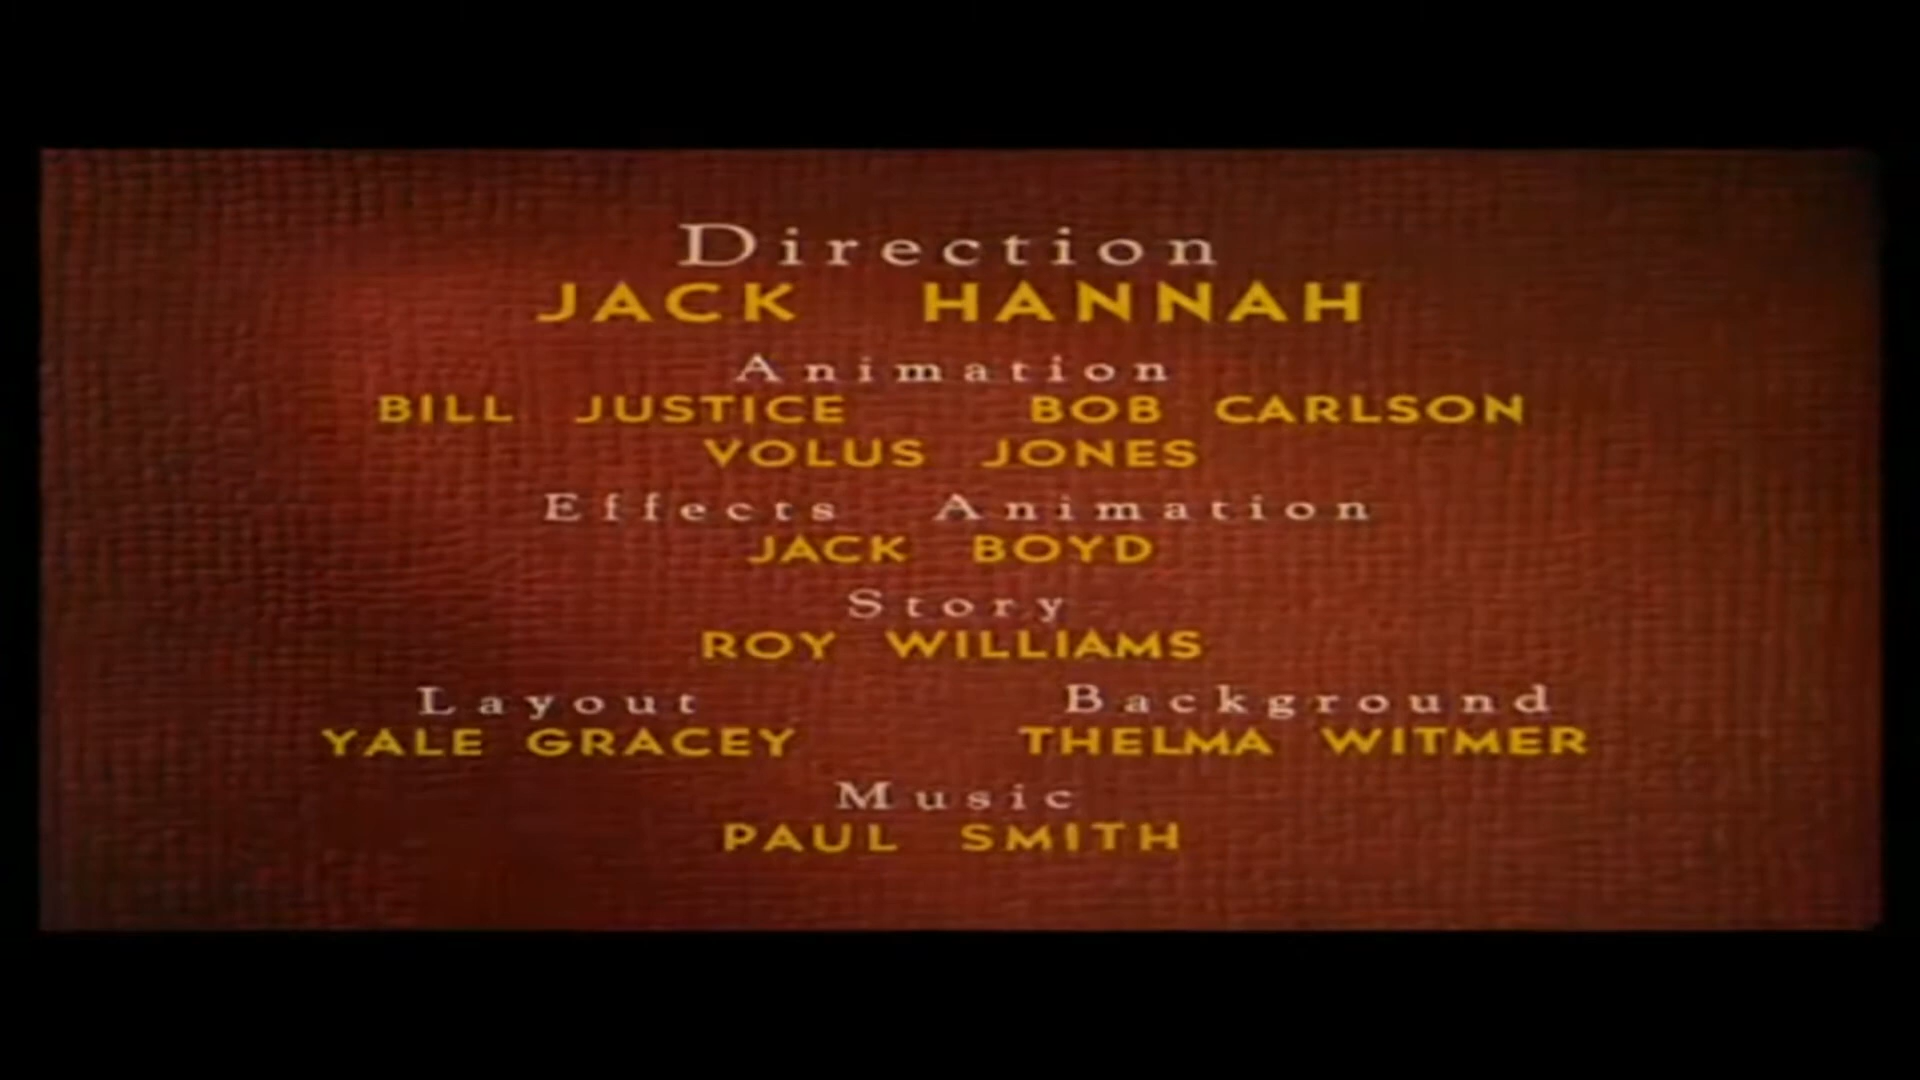 Direction
JACK HANNAH
Animation
BILL JUSTICE BOB CARLSON
VOLUS JONES
Effects Animation
JACK BOYD
Story
ROY WILLIAMS
Layout Background
YALE GRACEY THELMA WITMER
Music
PAUL SMITH